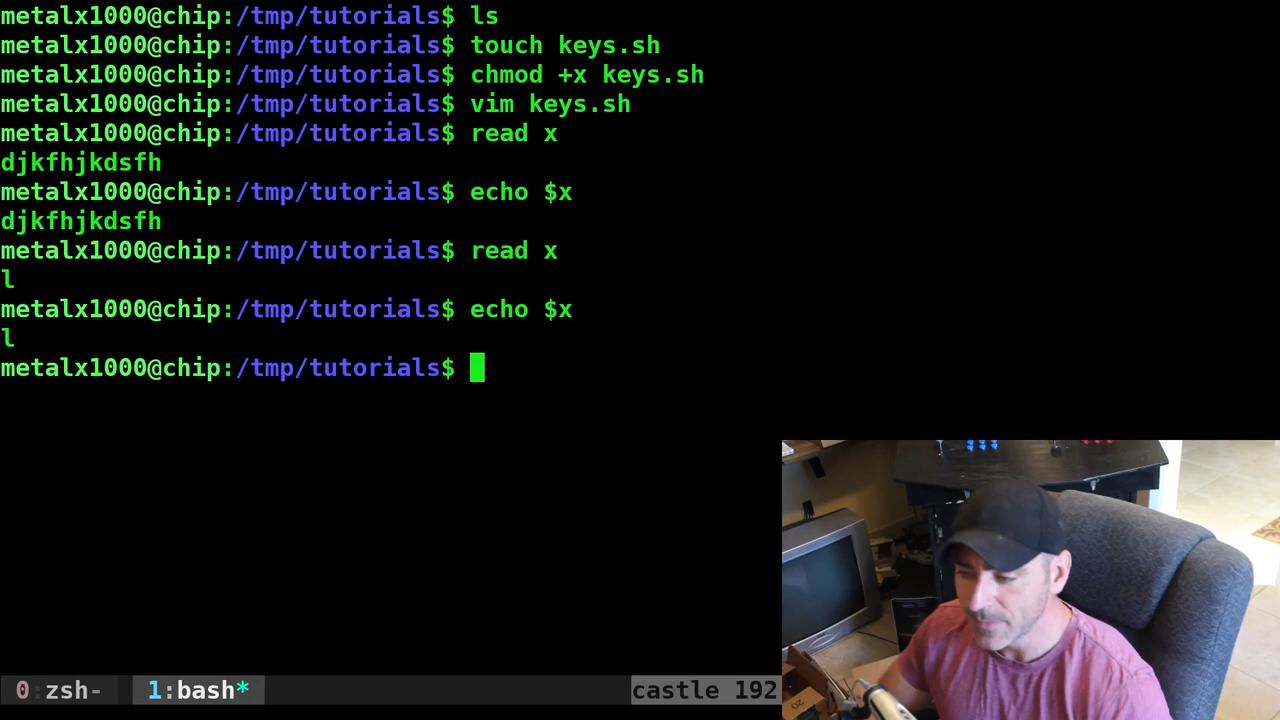 metalx1000@chip:/tmp/tutorials$ ls
metalx1000@chip:/tmp/tutorials$ touch keys.sh
metalx1000@chip:/tmp/tutorials$ chmod +x keys.sh
metalx1000@chip:/tmp/tutorials$ vim keys.sh
metalx1000@chip:/tmp/tutorials$ read x
djkfhjkdsfh
metalx1000@chip:/tmp/tutorials$ echo $x
djkfhjkdsfh
metalx1000@chip:/tmp/tutorials$ read x
l
metalx1000@chip:/tmp/tutorials$ echo $x
l
metalx1000@chip:/tmp/tutorials$
0:zsh- 1:bash* castle 192
20